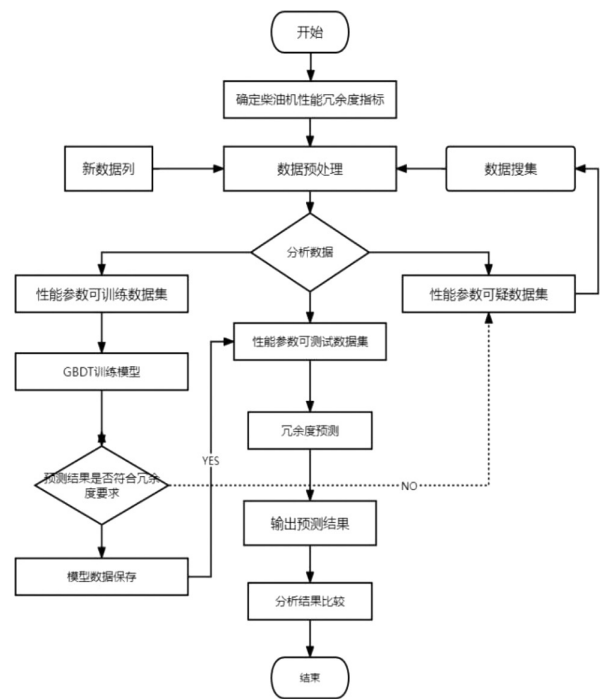 开始
确定柴油机性能冗余度指标
新数据列
数据预处理
数据搜集
分析数据
性能参数可训练数据集
性能参数可疑数据集
性能参数可测试数据集
GBDT训练模型
冗余度预测
YES
预测结果是否符合冗余
度要求
NO
输出预测结果
模型数据保存
分析结果比较
结束